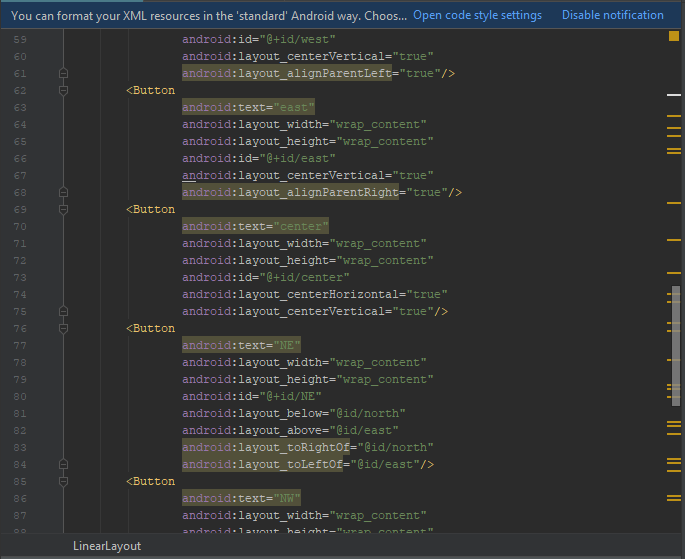 You can format your XML resources in the 'standard' Android way. Choos... Open code style settings Disable notification
59 android:id="@+id/west"
60 android:layout_centerVertical="true"
61 android:layout_alignParentLeft="true"/>
62 <Button
63 android:text="east"
64 android:layout_width="wrap_content"
65 android:layout_height="wrap_content"
66 android:id="@+id/east"
67 android:layout_centerVertical="true"
68 android:layout_alignParentRight="true"/>
69 <Button
70 android:text="center"
71 android:layout_width="wrap_content"
72 android:layout_height="wrap_content"
73 android:id="@+id/center"
74 android:layout_centerHorizontal="true"
75 android:layout_centerVertical="true"/>
76 <Button
77 android:text="NE"
78 android:layout_width="wrap_content"
79 android:layout_height="wrap_content"
80 android:id="@+id/NE"
81 android:layout_below="@id/north"
82 android:layout_above="@id/east"
83 android:layout_toRightOf="@id/north"
84 android:layout_toLeftOf="@id/east"/>
85 <Button
86 android:text="NW"
87 android:layout_width="wrap_content"
88 android:layout_height="wrap_content"
LinearLayout